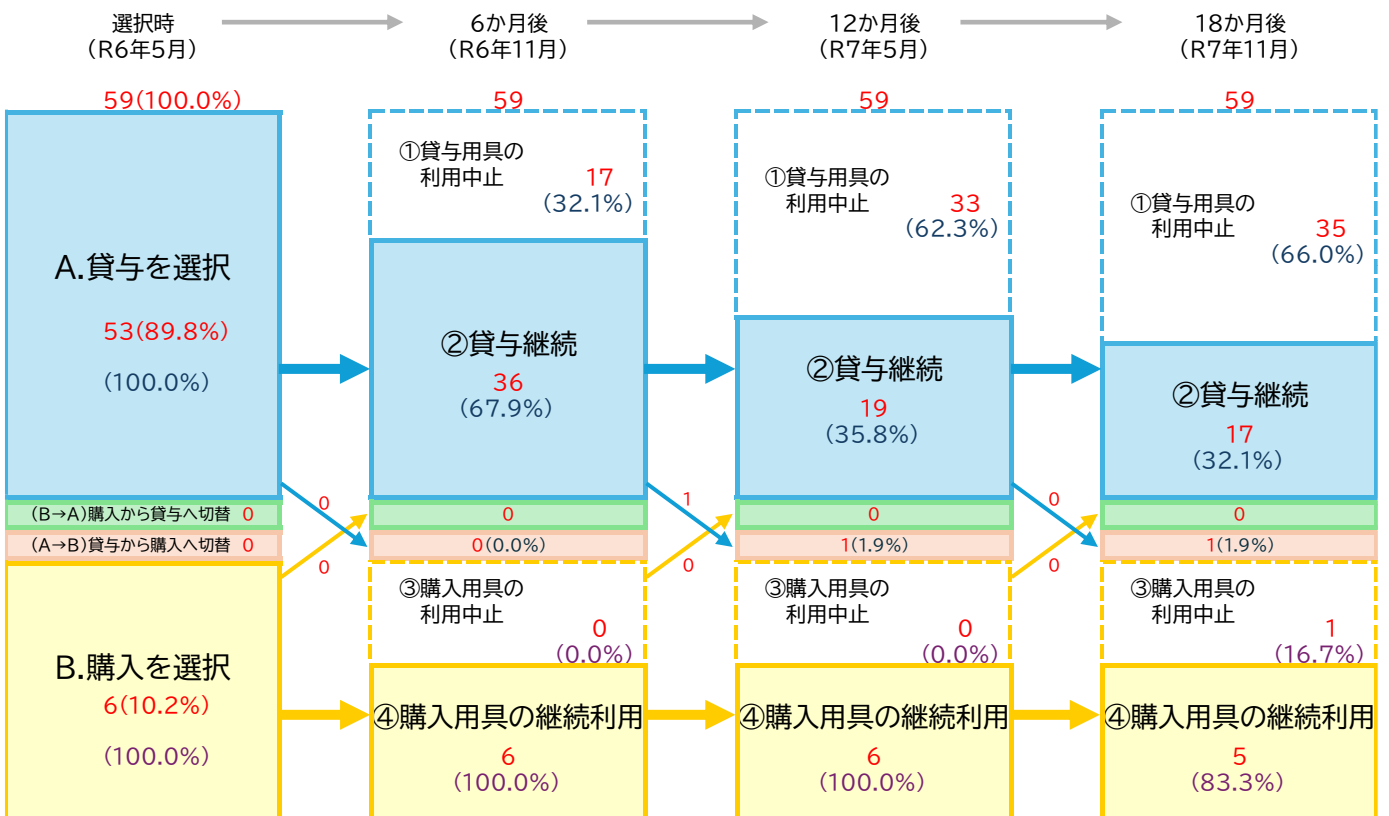 選択時
(R6年5月)
6か月後
(R6年11月)
12か月後
(R7年5月)
18か月後
(R7年11月)
59(100.0%)
59
59
59
A.貸与を選択
53(89.8%)
(100.0%)
①貸与用具の
利用中止
17
(32.1%)
②貸与継続
36
(67.9%)
①貸与用具の
利用中止
33
(62.3%)
②貸与継続
19
(35.8%)
①貸与用具の
利用中止
35
(66.0%)
②貸与継続
17
(32.1%)
0
1
0
(B→A)購入から貸与へ切替 0
0
0
0
(A→B)貸与から購入へ切替 0
0(0.0%)
1(1.9%)
1(1.9%)
0
0
0
B.購入を選択
6(10.2%)
(100.0%)
③購入用具の
利用中止
0
(0.0%)
④購入用具の継続利用
6
(100.0%)
③購入用具の
利用中止
0
(0.0%)
④購入用具の継続利用
6
(100.0%)
③購入用具の
利用中止
1
(16.7%)
④購入用具の継続利用
5
(83.3%)